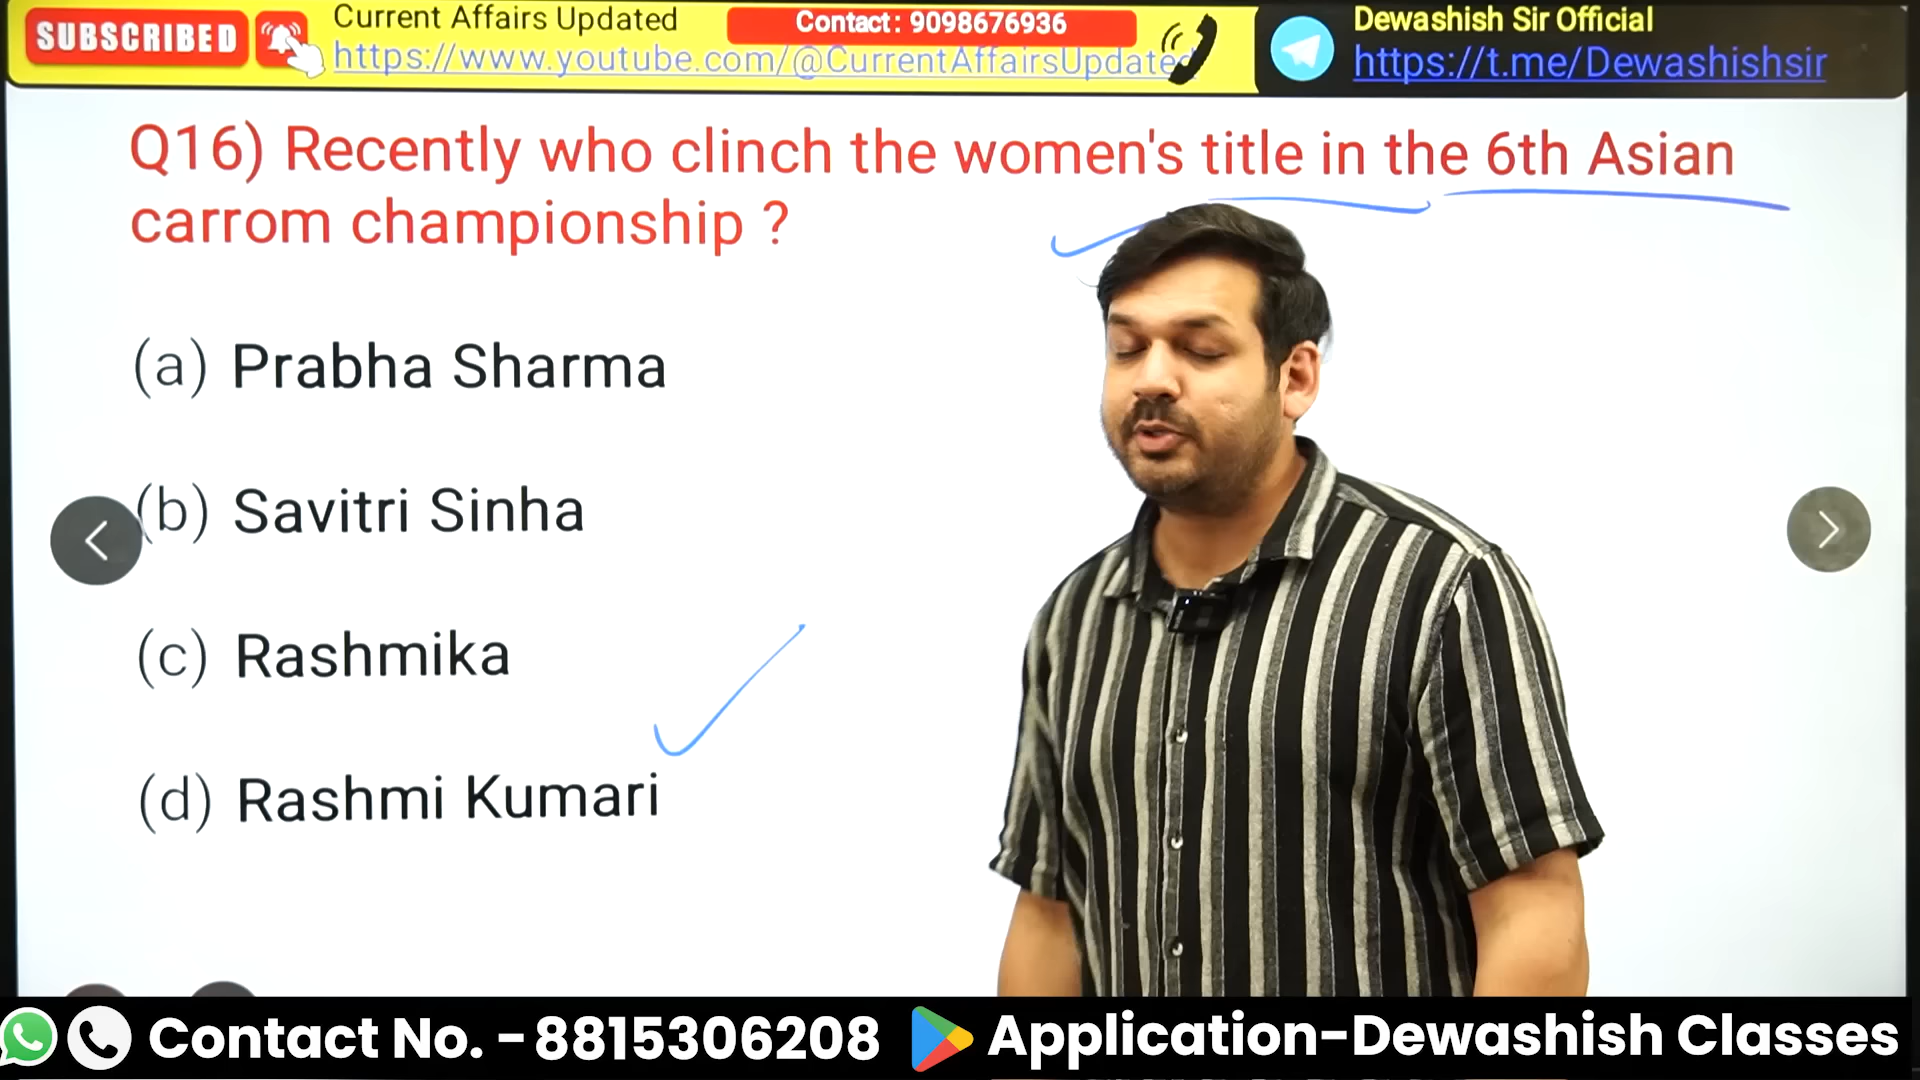 SUBSCRIBED
Current Affairs Updated
https://www.youtube.com/@CurrentAffairsUpdated
Contact: 9098676936
Dewashish Sir Official
https://t.me/Dewashishsir
Q16) Recently who clinch the women's title in the 6th Asian
carrom championship ?
(a) Prabha Sharma
(b) Savitri Sinha
(c) Rashmika
(d) Rashmi Kumari
Contact No. - 8815306208
Application-Dewashish Classes